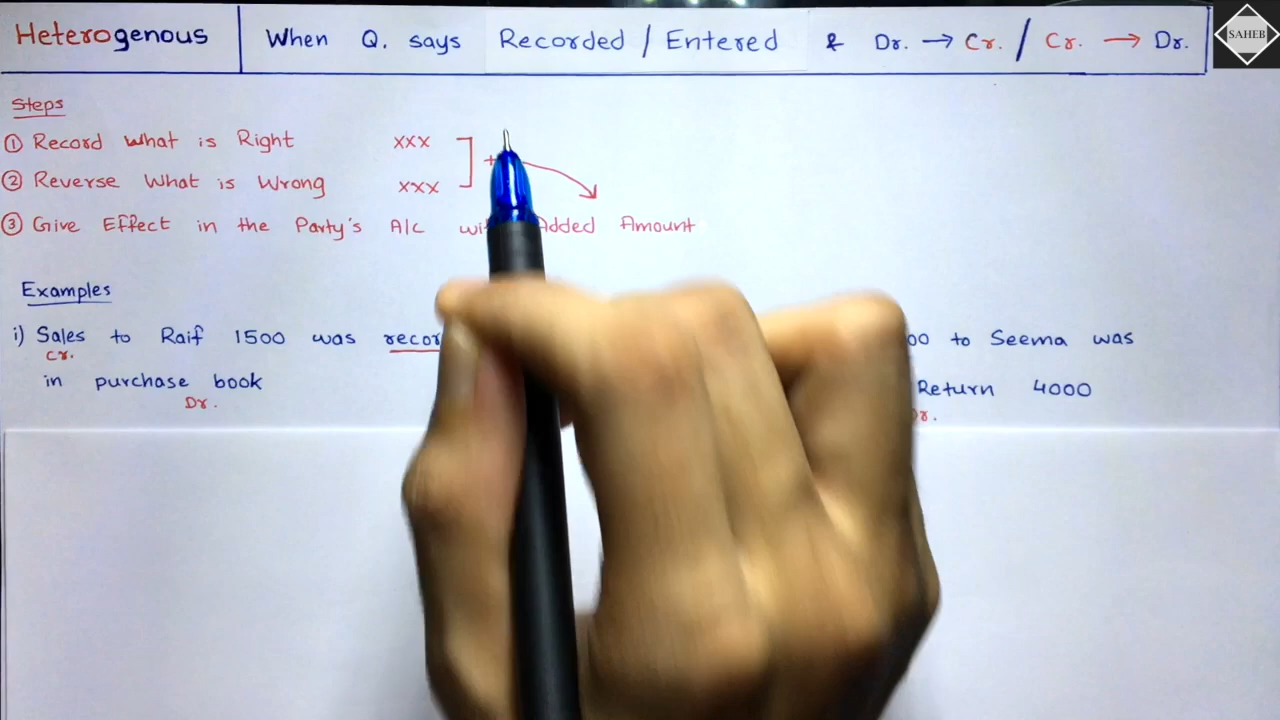 Heterogenous When Q. says Recorded / Entered & Dr. → Cr. / Cr. → Dr.
SAHEB
Steps
① Record What is Right xxx
② Reverse What is Wrong xxx +
③ Give Effect in the Party's A/c Added Amount
Examples
i) Sales to Raif 1500 was to Seema was
Cr.
in purchase book Return 4000
Dr.